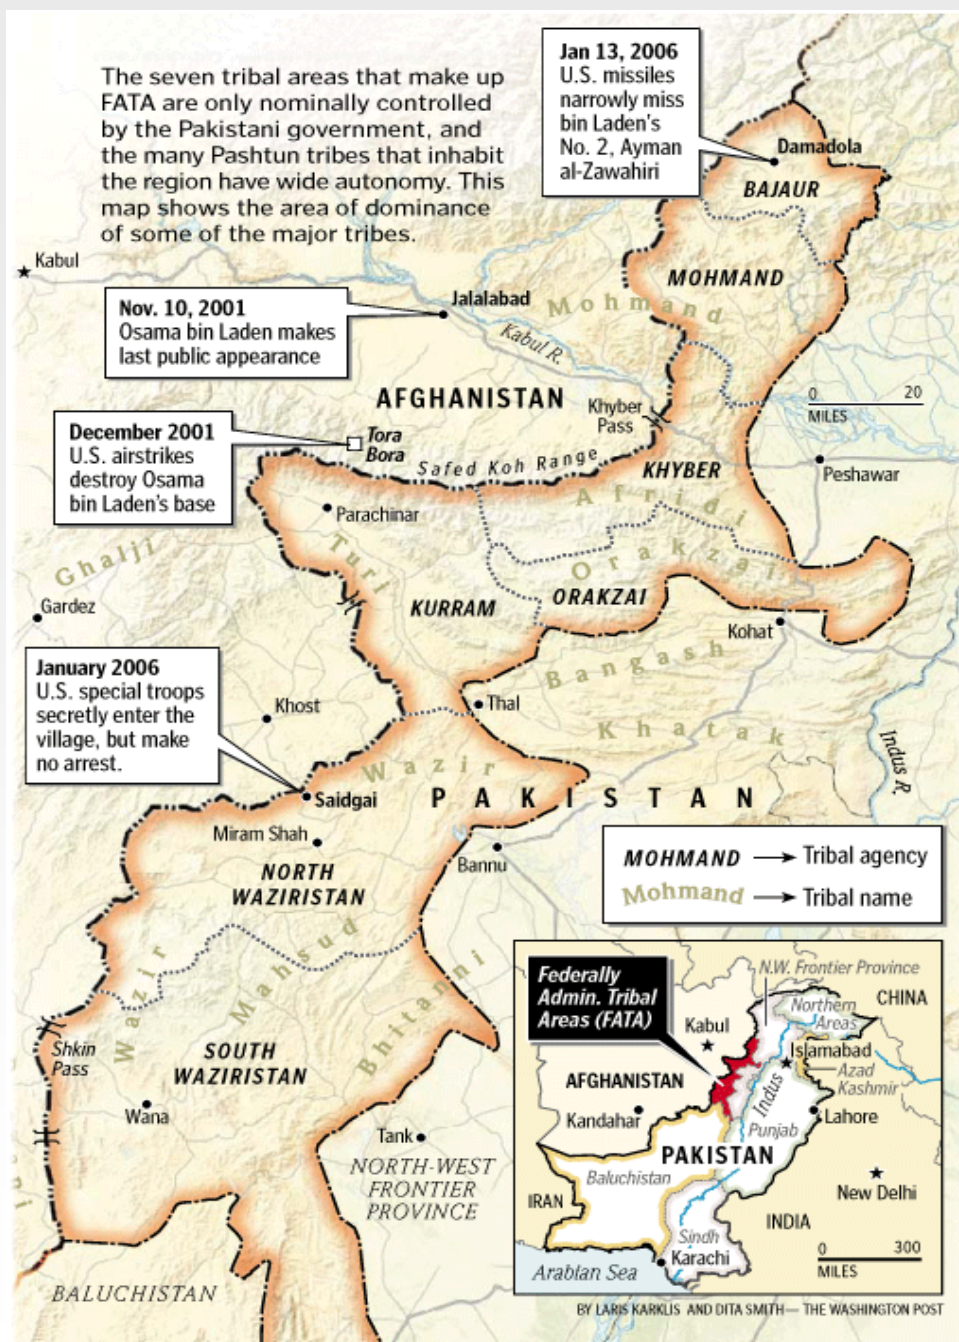 The seven tribal areas that make up
FATA are only nominally controlled
by the Pakistani government, and
the many Pashtun tribes that inhabit
the region have wide autonomy. This
map shows the area of dominance
of some of the major tribes.
Jan 13, 2006
U.S. missiles
narrowly miss
bin Laden's
No. 2, Ayman
al-Zawahiri
Damadola
BAJAUR
Kabul
MOHMAND
Mohmand
Nov. 10, 2001
Osama bin Laden makes
last public appearance
Jalalabad
Kabul R.
AFGHANISTAN
Khyber
Pass
0 20
MILES
December 2001
U.S. airstrikes
destroy Osama
bin Laden's base
Tora
Bora
Safed Koh Range
KHYBER
Peshawar
Afridi
Parachinar
Turi
Ghalji
Orakzai
ORAKZAI
KURRAM
Gardez
Kohat
Bangash
January 2006
U.S. special troops
secretly enter the
village, but make
no arrest.
Khost
Thal
Khatak
Indus R.
Wazir
Saidgai
PAKISTAN
Miram Shah
Bannu
NORTH
WAZIRISTAN
MOHMAND Tribal agency
Mohmand Tribal name
Wazir
Mahsud
Bhitanni
Shkin
Pass
SOUTH
WAZIRISTAN
Wana
Tank
NORTH-WEST
FRONTIER
PROVINCE
BALUCHISTAN
Federally
Admin. Tribal
Areas (FATA)
N.W. Frontier Province
Northern
Areas
CHINA
Kabul
Islamabad
Azad
Kashmir
AFGHANISTAN
Indus
Kandahar
Lahore
Punjab
PAKISTAN
Baluchistan
New Delhi
IRAN
INDIA
Sindh
Karachi
0 300
MILES
Arabian Sea
BY LARIS KARKLIS AND DITA SMITH — THE WASHINGTON POST